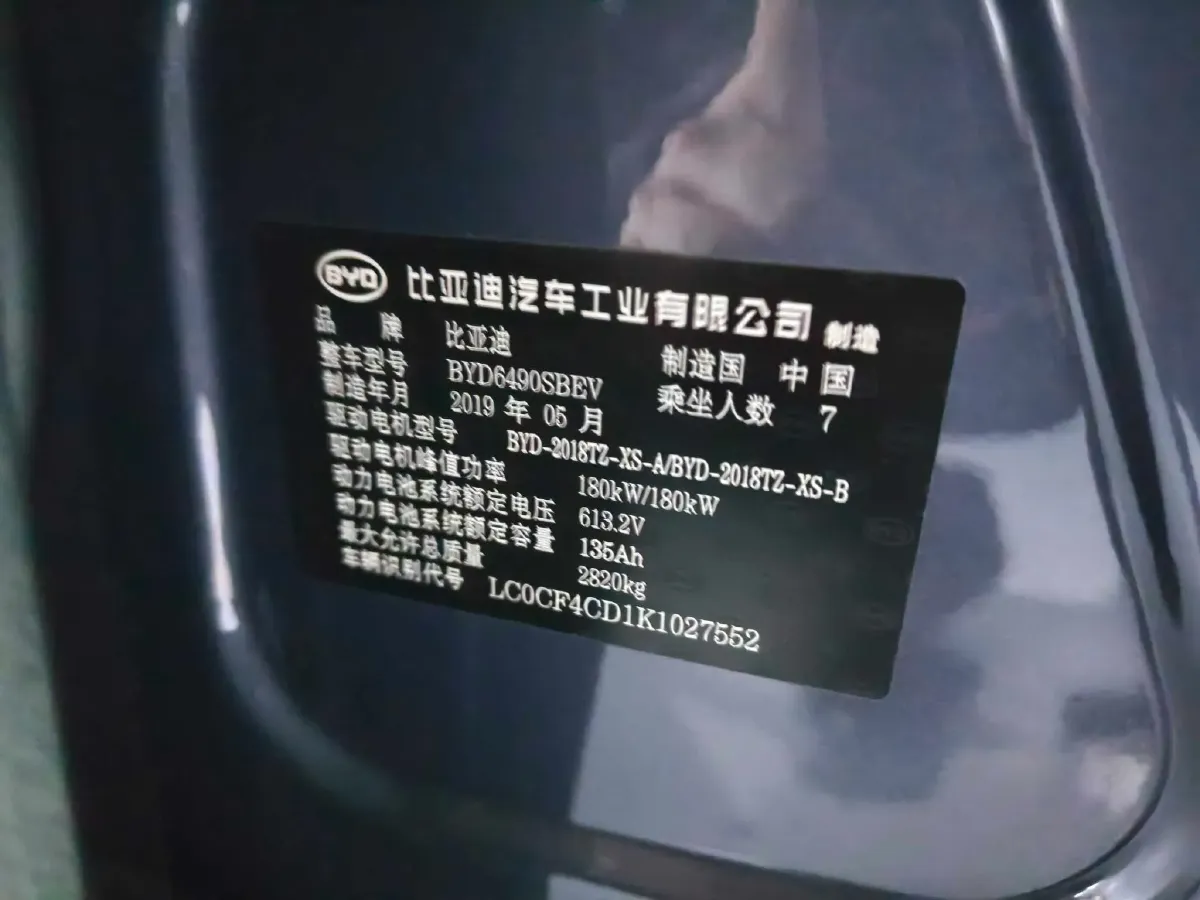 BYD 比亚迪汽车工业有限公司 制造
品牌 比亚迪 制造国 中国
整车型号 BYD6490SBEV 乘坐人数 7
制造年月 2019 年 05 月
驱动电机型号 BYD-2018TZ-XS-A/BYD-2018TZ-XS-B
驱动电机峰值功率 180kW/180kW
动力电池系统额定电压 613.2V
动力电池系统额定容量 135Ah
最大允许总质量 2820kg
车辆识别代号 LC0CF4CD1K1027552